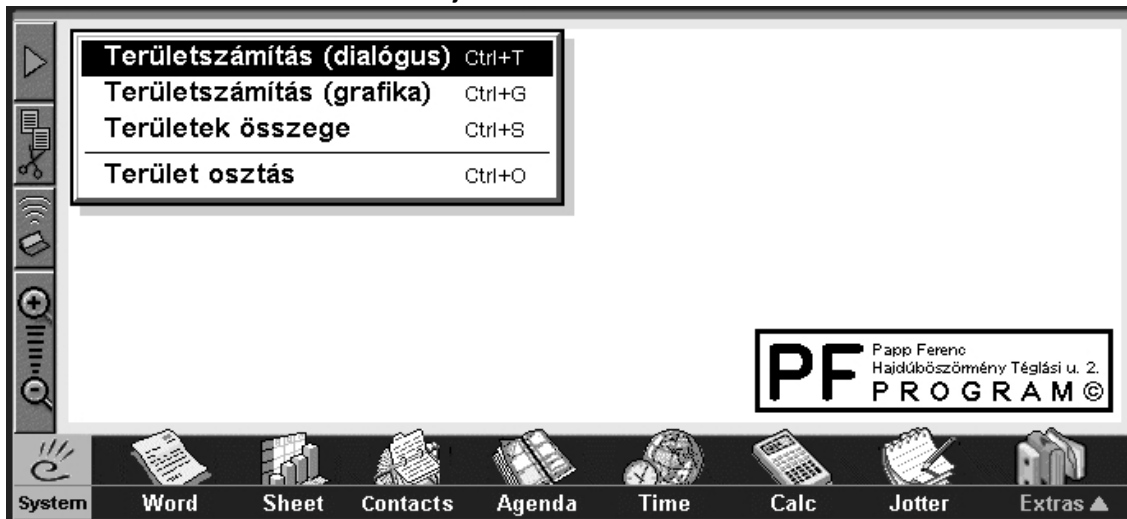 Területszámítás (dialógus) Ctrl+T
Területszámítás (grafika) Ctrl+G
Területek összege Ctrl+S
Terület osztás Ctrl+O
PF
Papp Ferenc
Hajdúböszörmény Téglási u. 2.
PROGRAM©
System Word Sheet Contacts Agenda Time Calc Jotter Extras ▲